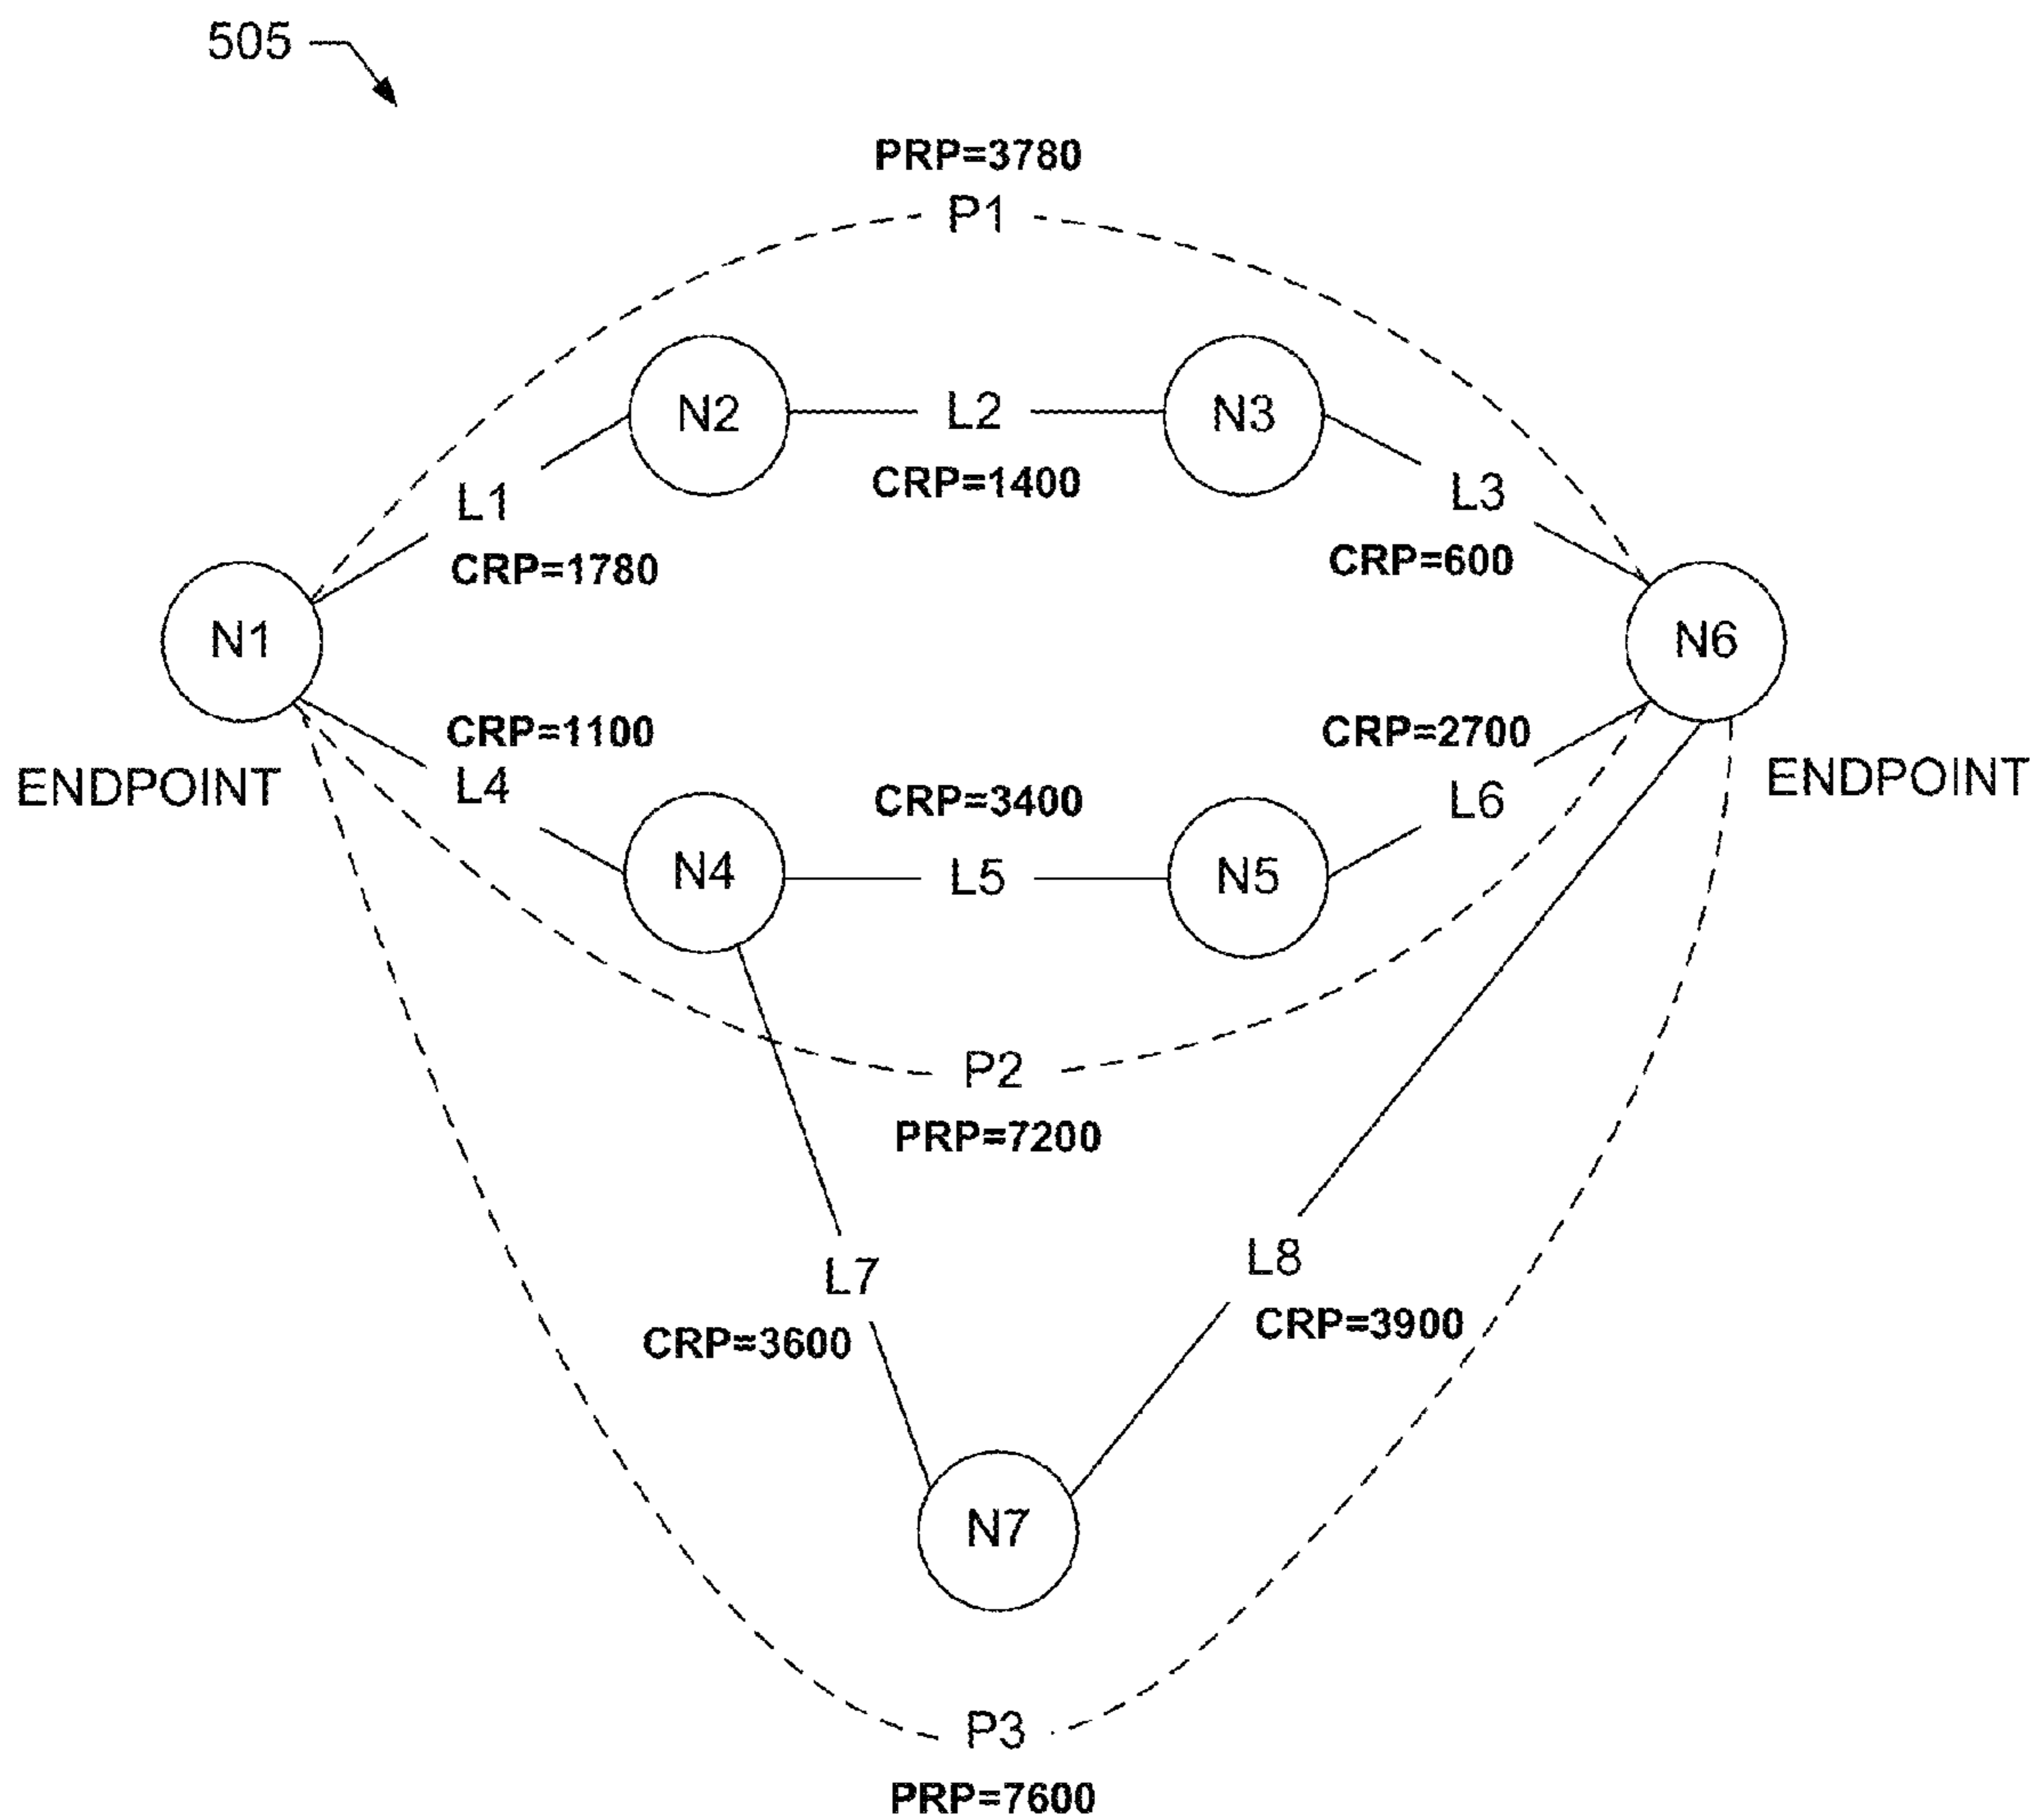 505
PRP=3780
P1
N2
L2
N3
CRP=1400
L1
CRP=1780
L3
CRP=600
N1
N6
ENDPOINT
CRP=1100
L4
CRP=2700
L6
ENDPOINT
CRP=3400
N4
L5
N5
P2
PRP=7200
L7
CRP=3600
L8
CRP=3900
N7
P3
PRP=7600